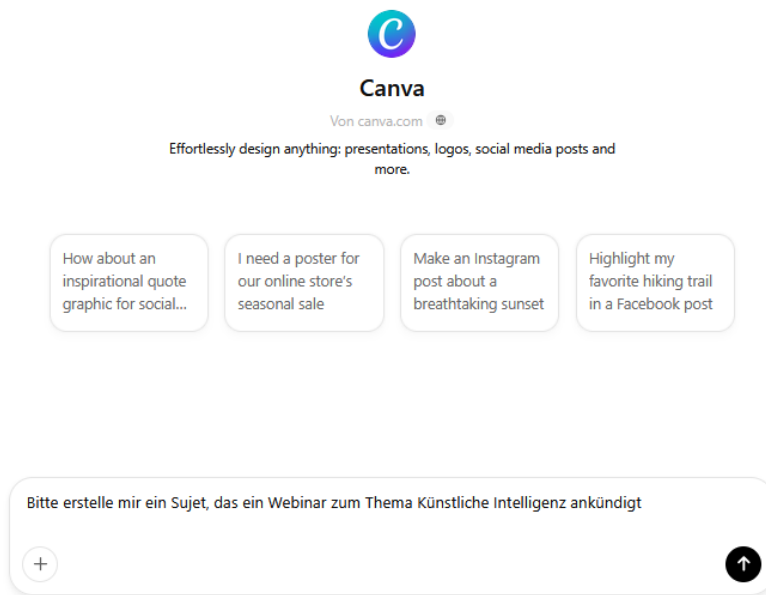 C
Canva
Von canva.com
Effortlessly design anything: presentations, logos, social media posts and
more.
How about an
inspirational quote
graphic for social...
I need a poster for
our online store's
seasonal sale
Make an Instagram
post about a
breathtaking sunset
Highlight my
favorite hiking trail
in a Facebook post
Bitte erstelle mir ein Sujet, das ein Webinar zum Thema Künstliche Intelligenz ankündigt